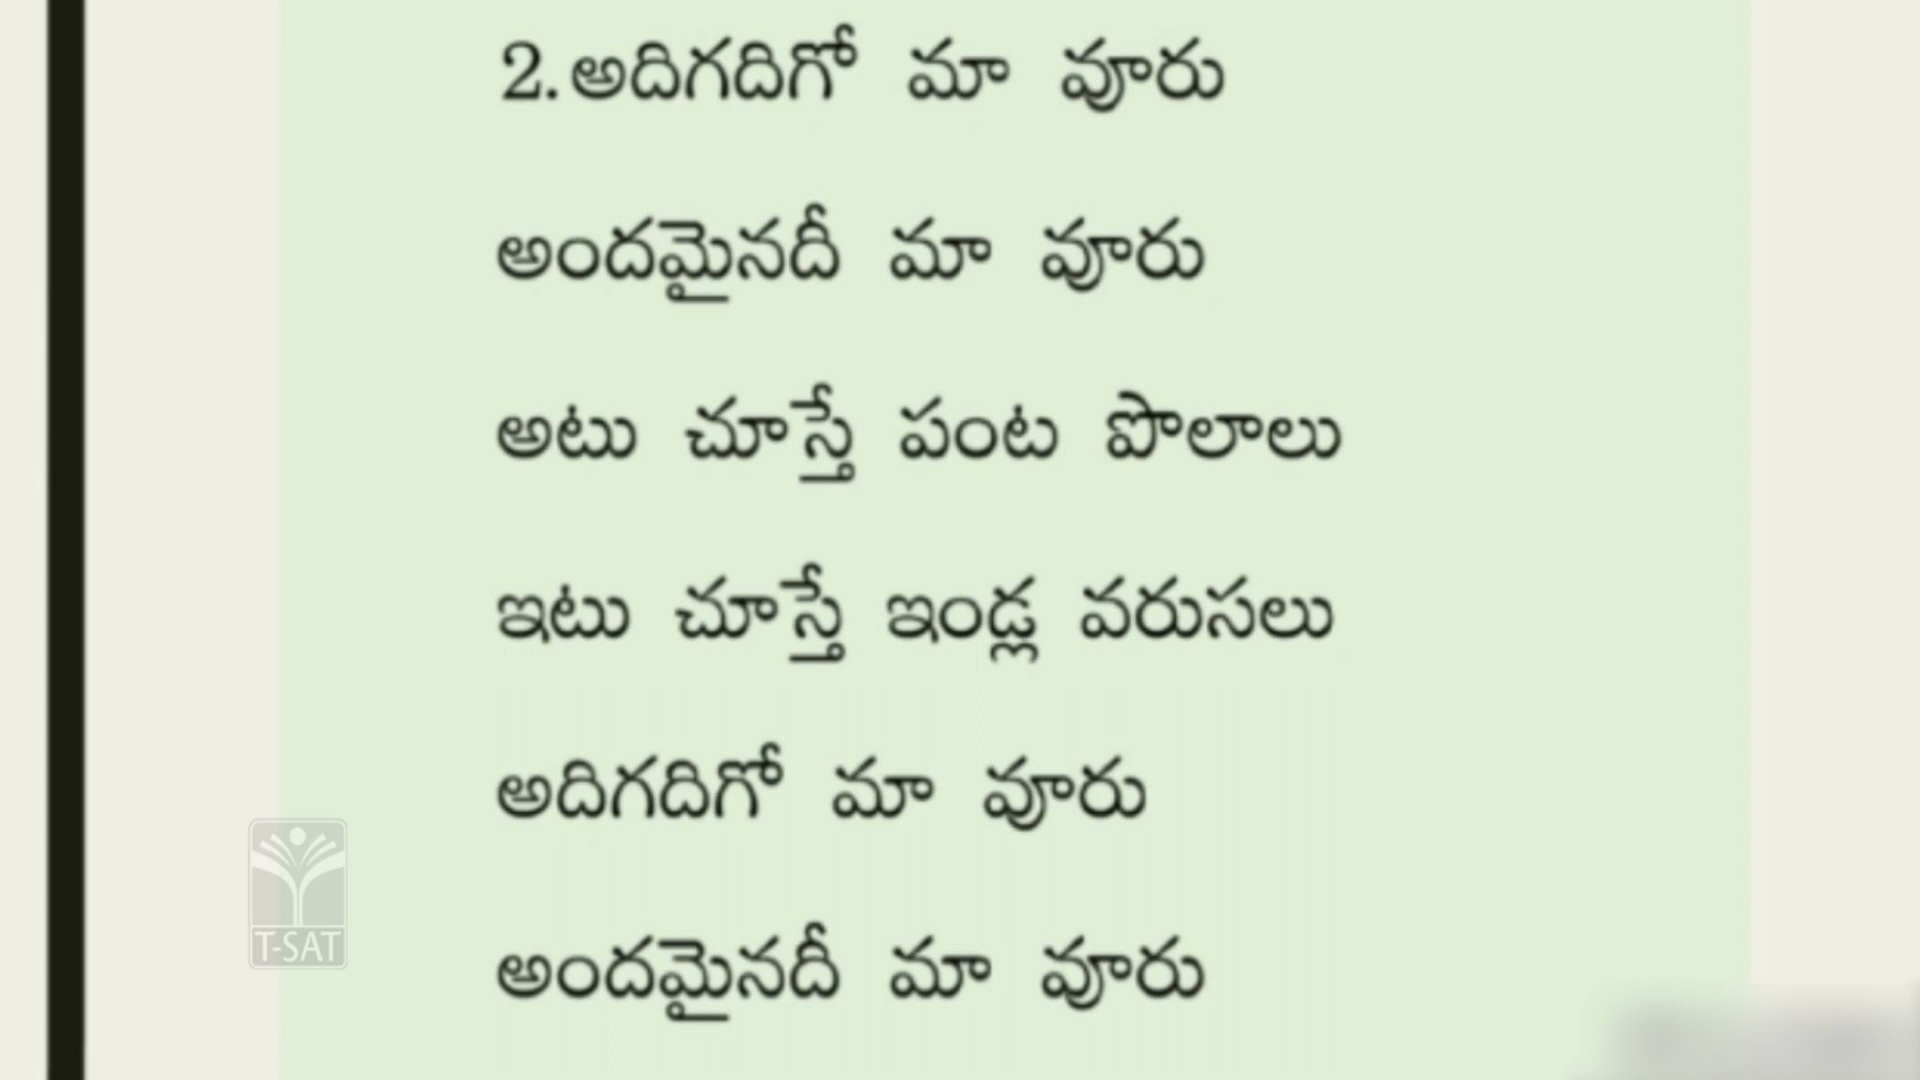 2.అదిగదిగో మా వూరు
అందమైనదీ మా వూరు
అటు చూస్తే పంట పొలాలు
ఇటు చూస్తే ఇండ్ల వరుసలు
అదిగదిగో మా వూరు
అందమైనదీ మా వూరు
T-SAT